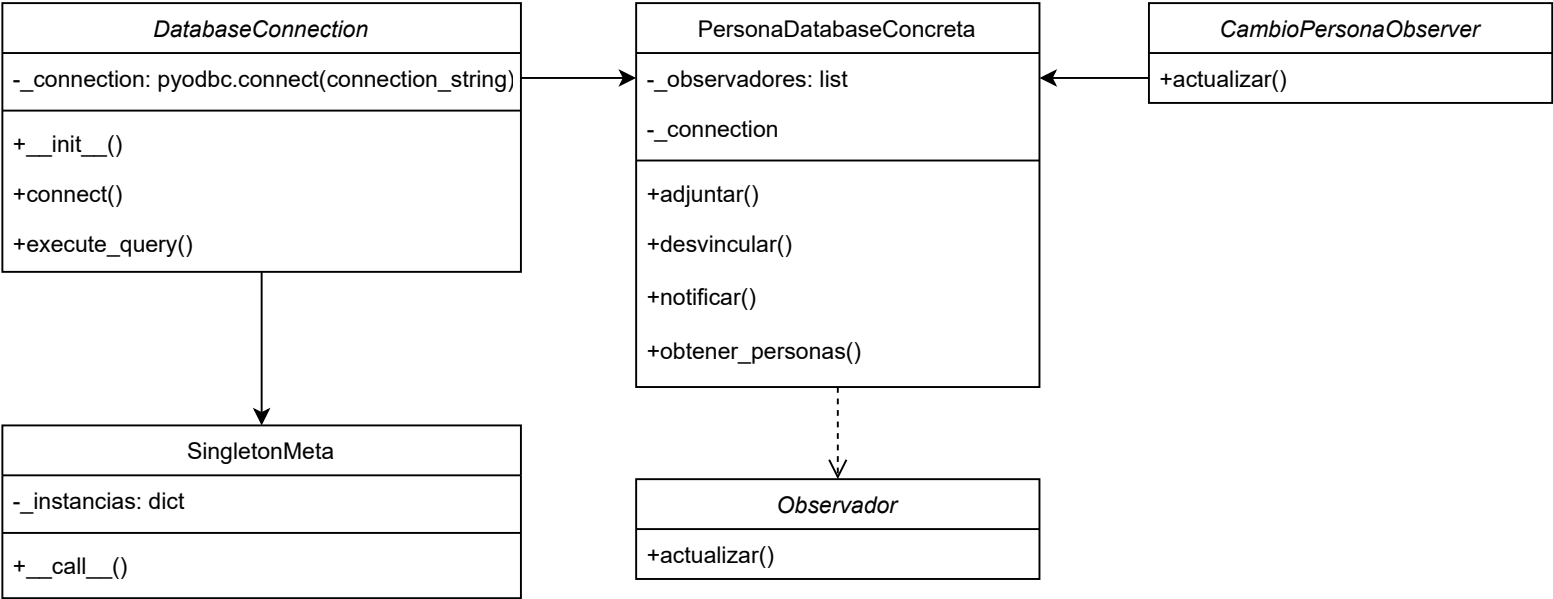 DatabaseConnection
-_connection: pyodbc.connect(connection_string)
+__init__()
+connect()
+execute_query()
PersonaDatabaseConcreta
-_observadores: list
-_connection
+adjuntar()
+desvincular()
+notificar()
+obtener_personas()
CambioPersonaObserver
+actualizar()
SingletonMeta
-_instancias: dict
+__call__()
Observador
+actualizar()